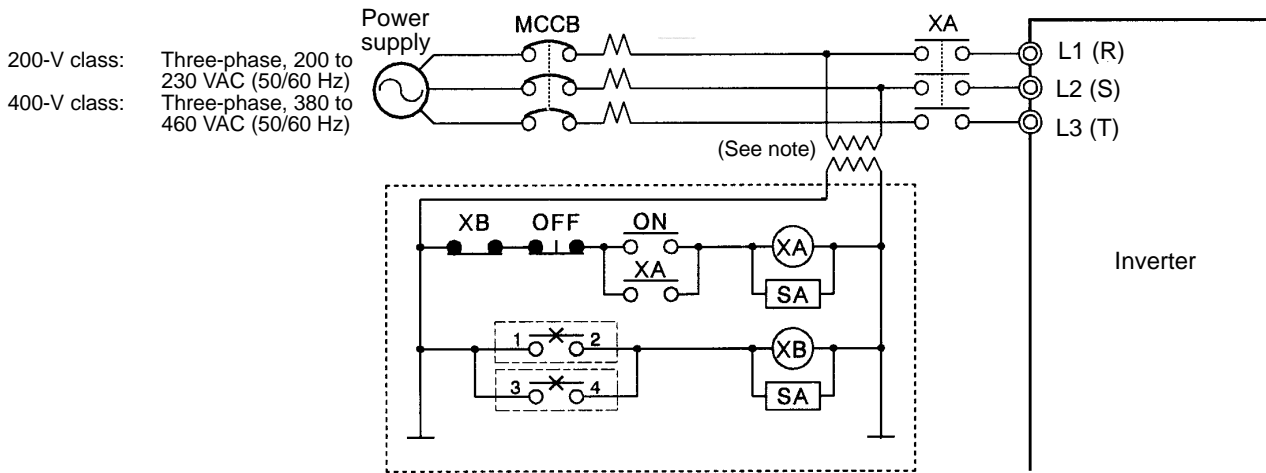 Power
supply
MCCB
XA
200-V class: Three-phase, 200 to
230 VAC (50/60 Hz)
400-V class: Three-phase, 380 to
460 VAC (50/60 Hz)
L1 (R)
L2 (S)
L3 (T)
(See note)
XB OFF ON
XA
XA
SA
Inverter
1 2
XB
3 4
SA